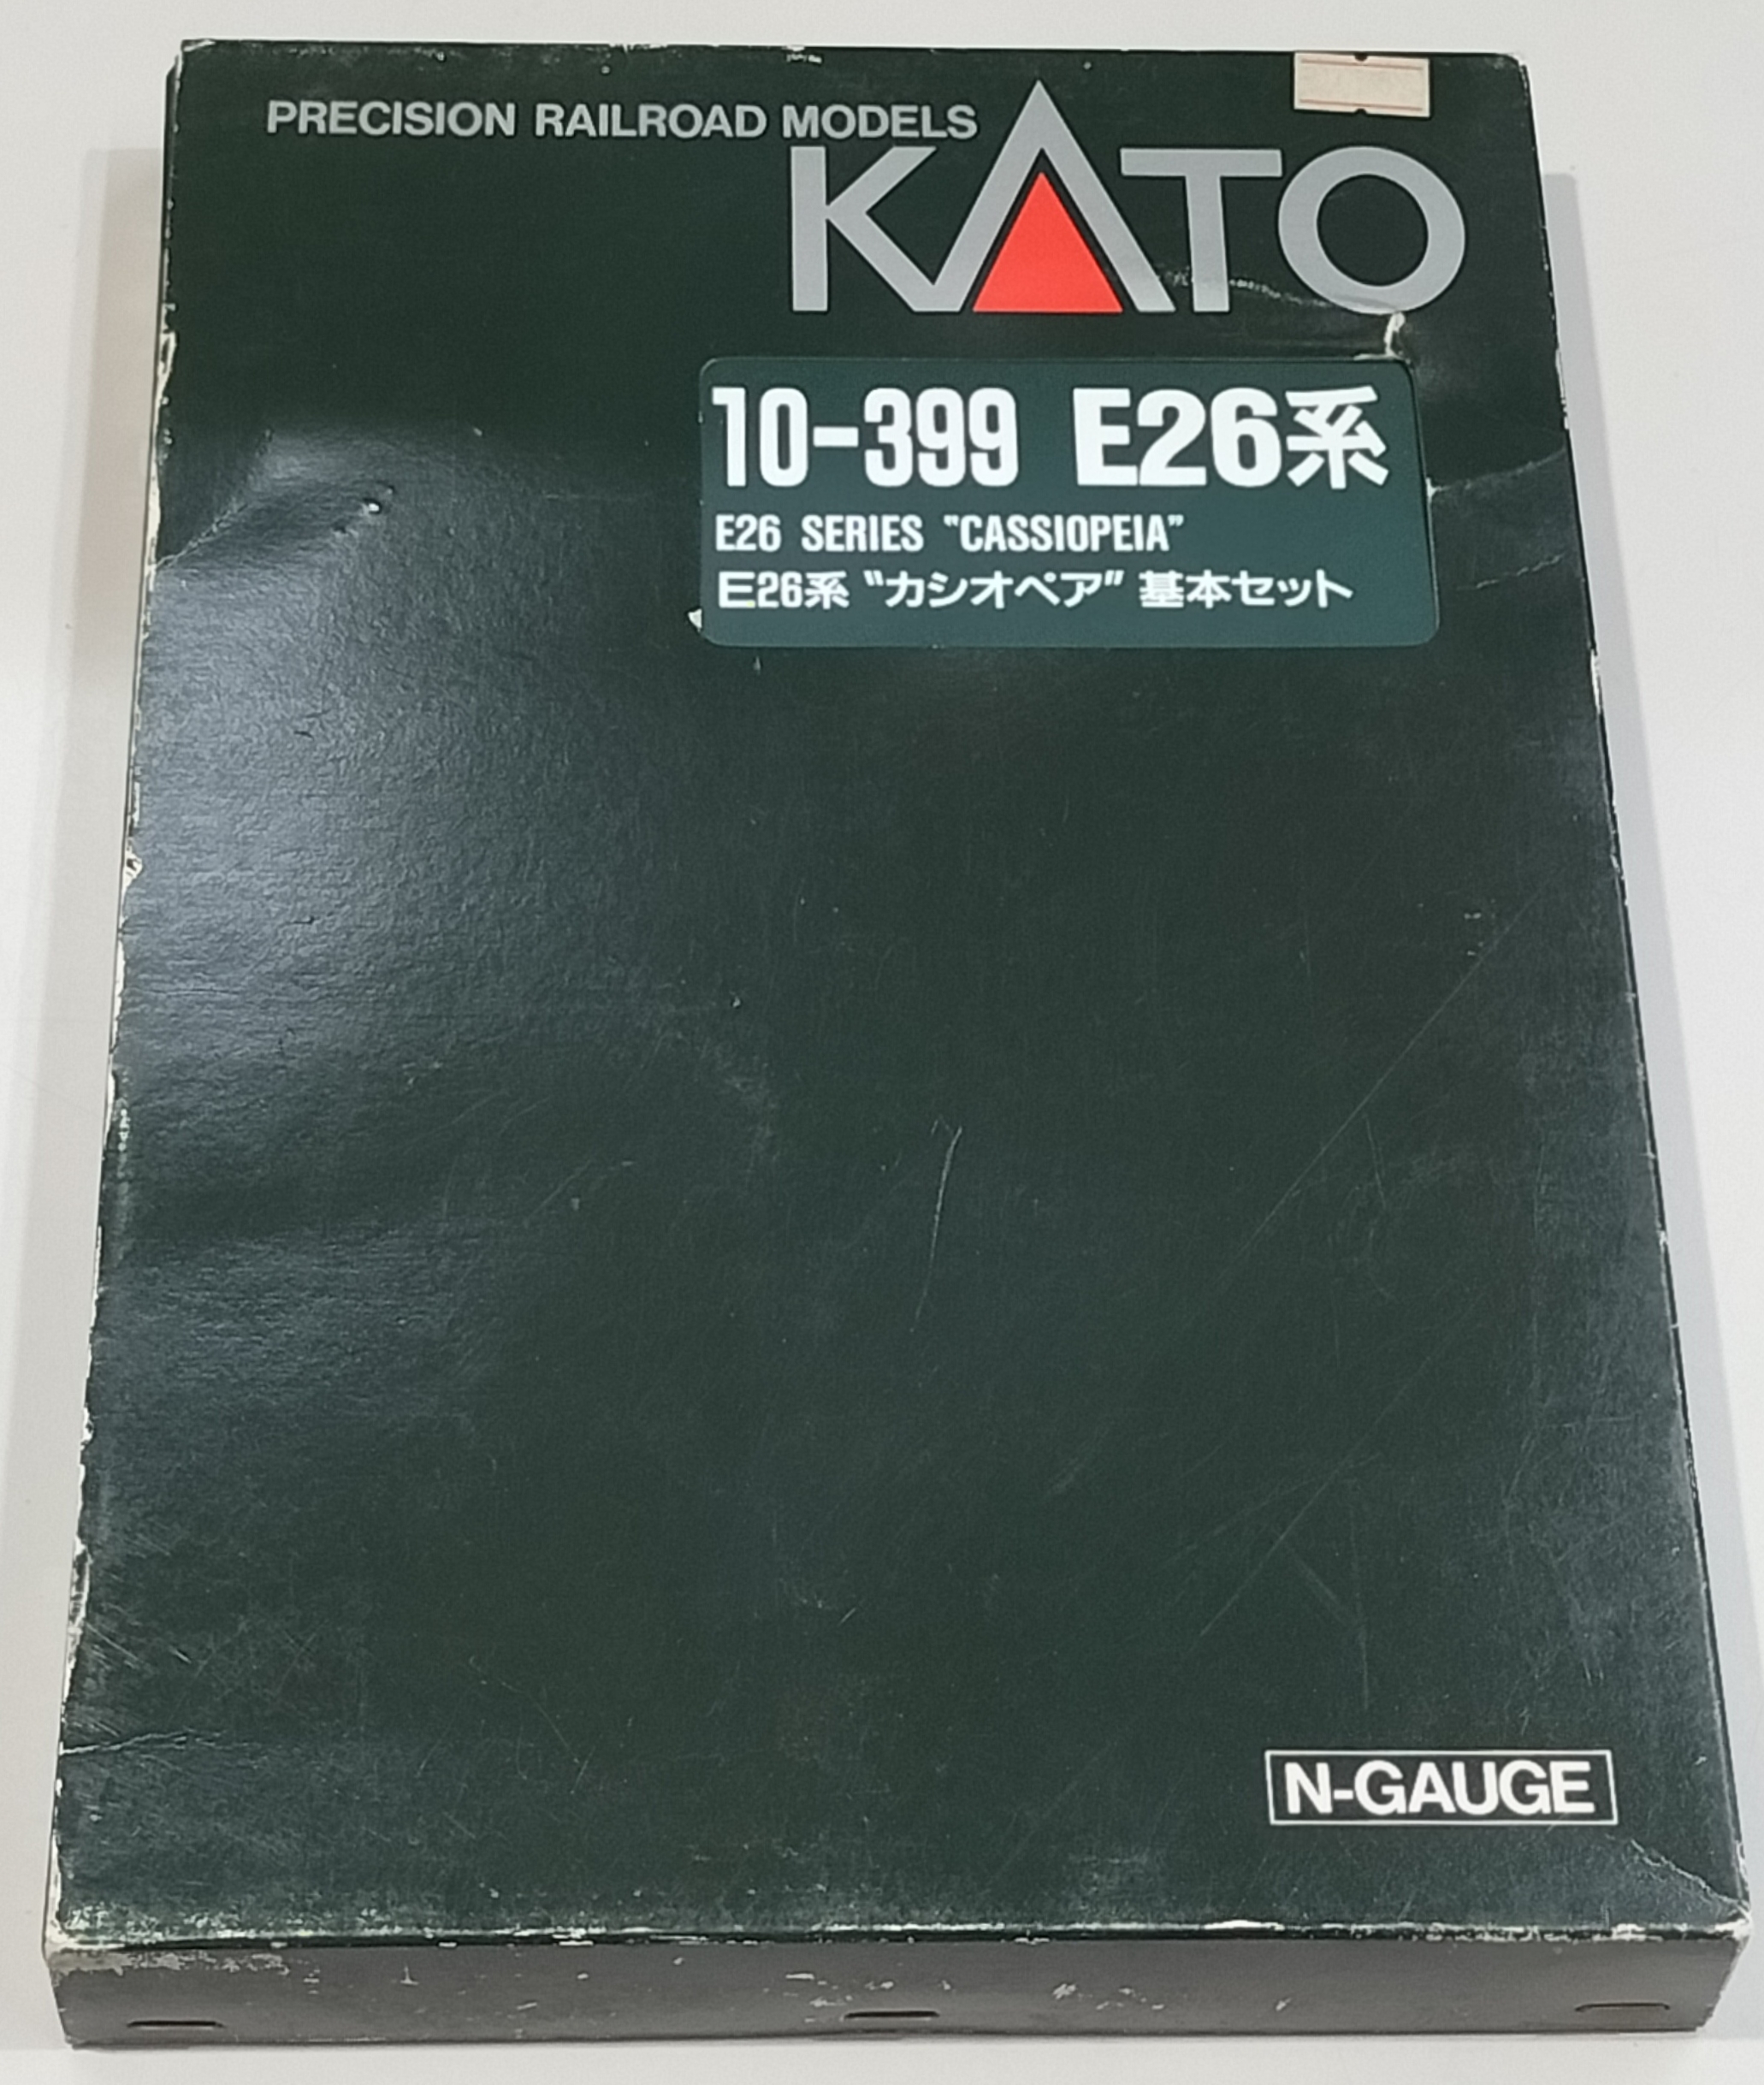 PRECISION RAILROAD MODELS
KATO
10-399 E26系
E26 SERIES "CASSIOPEIA"
E26系 "カシオペア" 基本セット
N-GAUGE